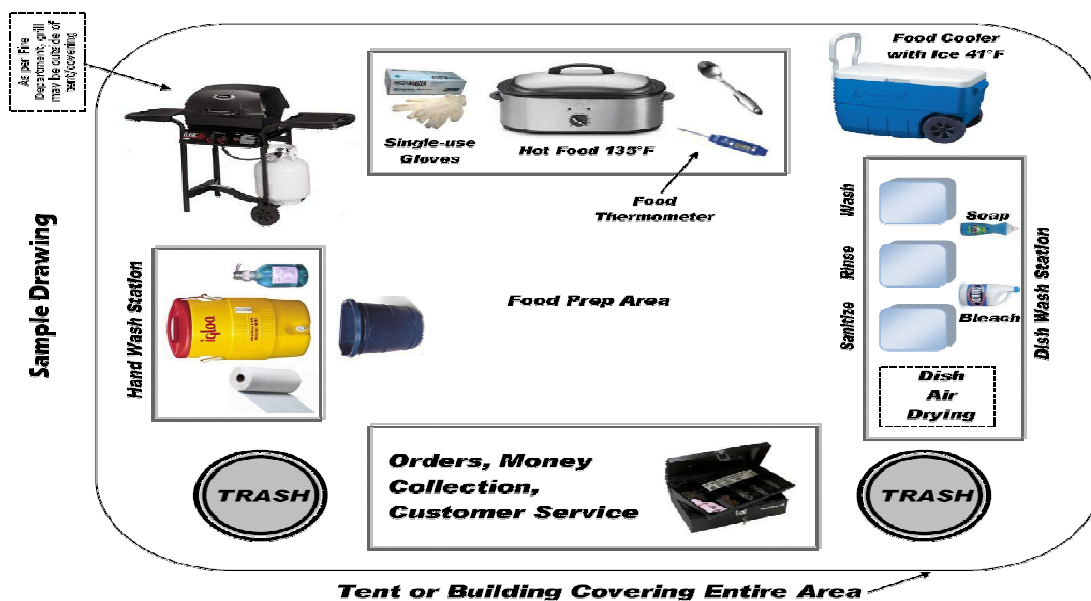 As per Fire
Department, grill
may be outside of
tent/covering
Food Cooler
with Ice 41°F
Single-use
Gloves
Hot Food 135°F
Food
Thermometer
Sample Drawing
Hand Wash Station
igloo
Food Prep Area
Wash
Rinse
Sanitize
Soap
Bleach
Dish Wash Station
Dish
Air
Drying
TRASH
Orders, Money
Collection,
Customer Service
TRASH
Tent or Building Covering Entire Area